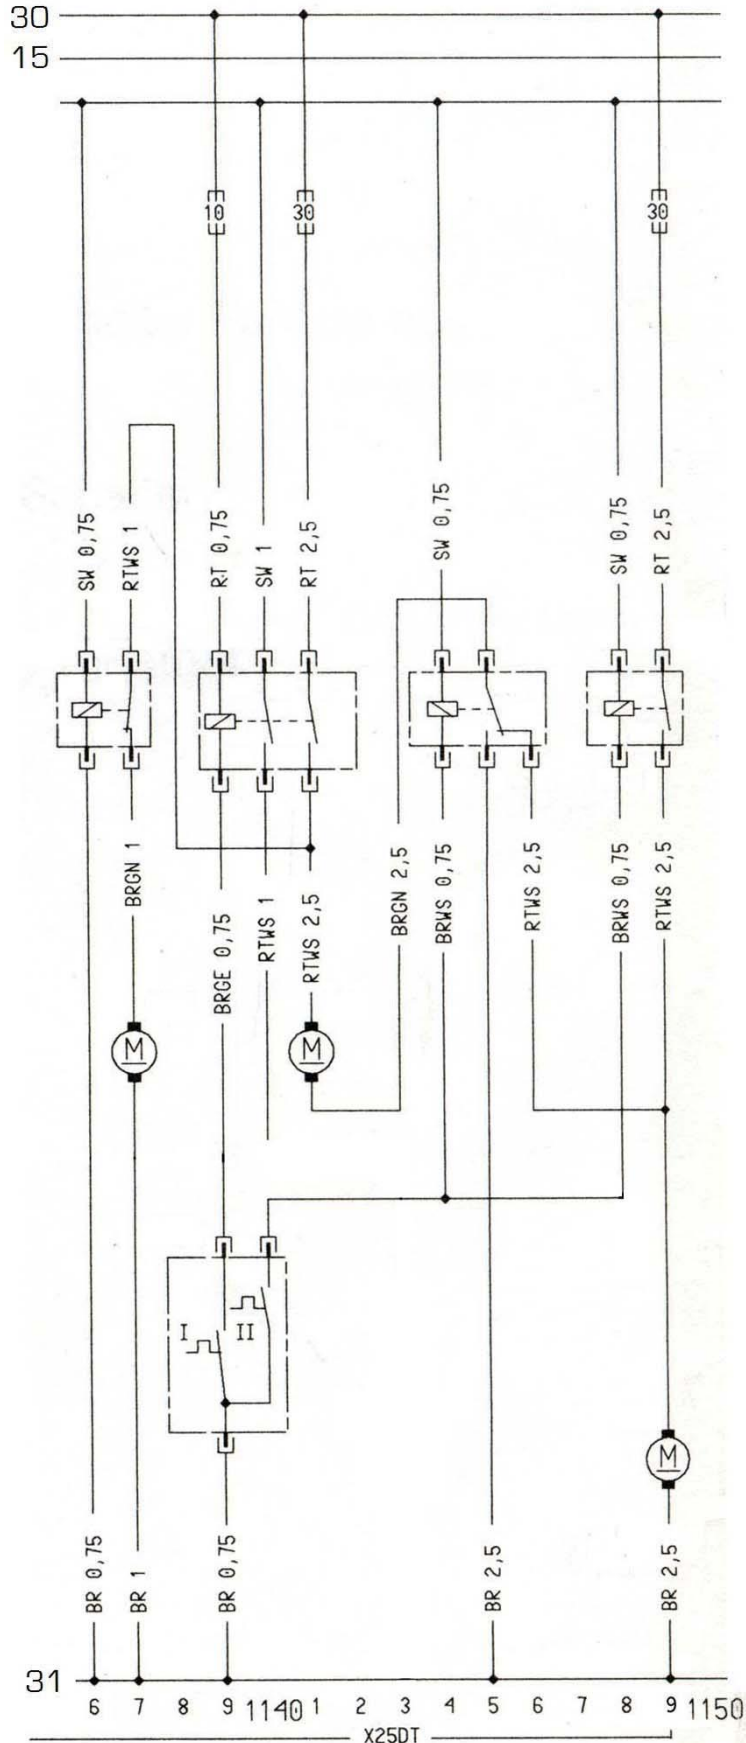 30
15
10 30 30
SW 0,75
RTWS 1
RT 0,75
SW 1
RT 2,5
SW 0,75
SW 0,75
RT 2,5
BRGN 1
BRGE 0,75
RTWS 1
RTWS 2,5
BRGN 2,5
BRWS 0,75
RTWS 2,5
BRWS 0,75
RTWS 2,5
M M
I II
M
BR 0,75
BR 1
BR 0,75
BR 2,5
BR 2,5
31
6 7 8 9 1140 1 2 3 4 5 6 7 8 9 1150
X25DT